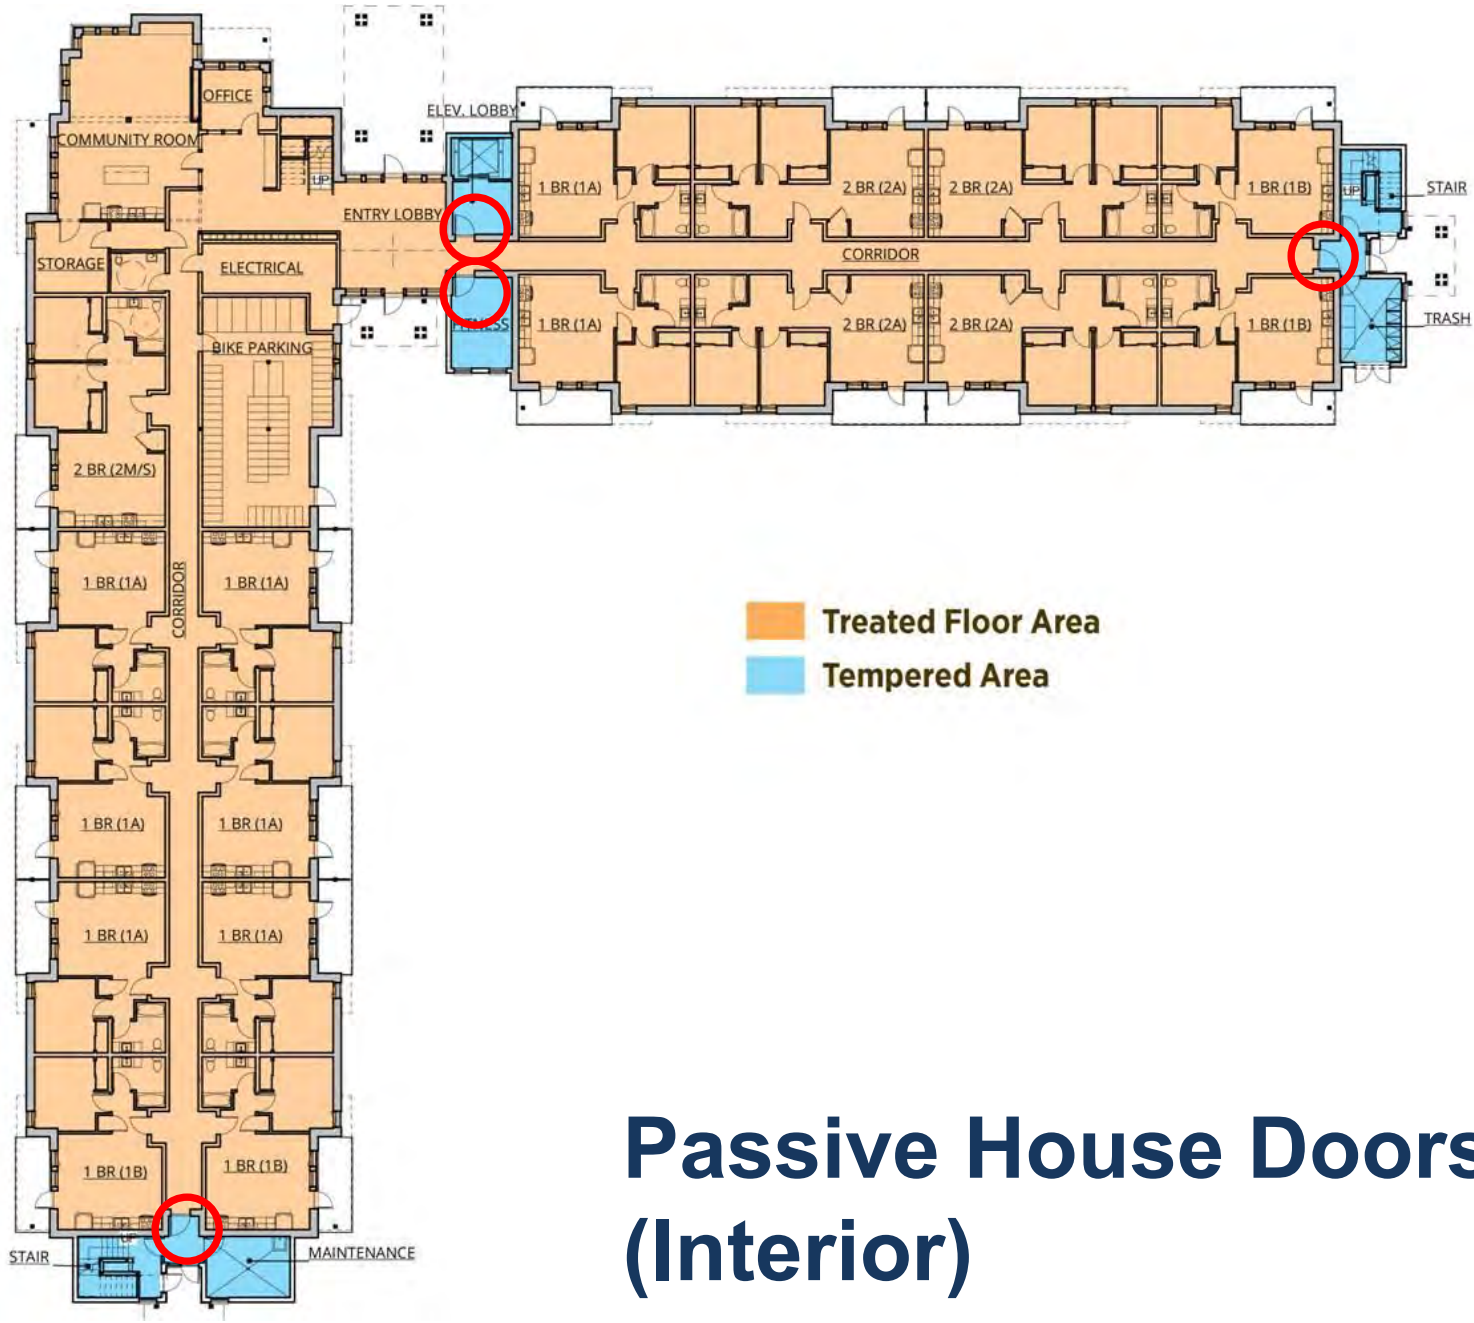 OFFICE
ELEV. LOBBY
COMMUNITY ROOM
UP
ENTRY LOBBY
1 BR (1A)
2 BR (2A)
2 BR (2A)
1 BR (1B)
UP
STAIR
CORRIDOR
STORAGE
ELECTRICAL
1 BR (1A)
2 BR (2A)
2 BR (2A)
1 BR (1B)
TRASH
FITNESS
BIKE PARKING
2 BR (2M/S)
CORRIDOR
1 BR (1A)
1 BR (1A)
Treated Floor Area
Tempered Area
1 BR (1A)
1 BR (1A)
1 BR (1A)
1 BR (1A)
1 BR (1B)
1 BR (1B)
UP
STAIR
MAINTENANCE
Passive House Doors
(Interior)